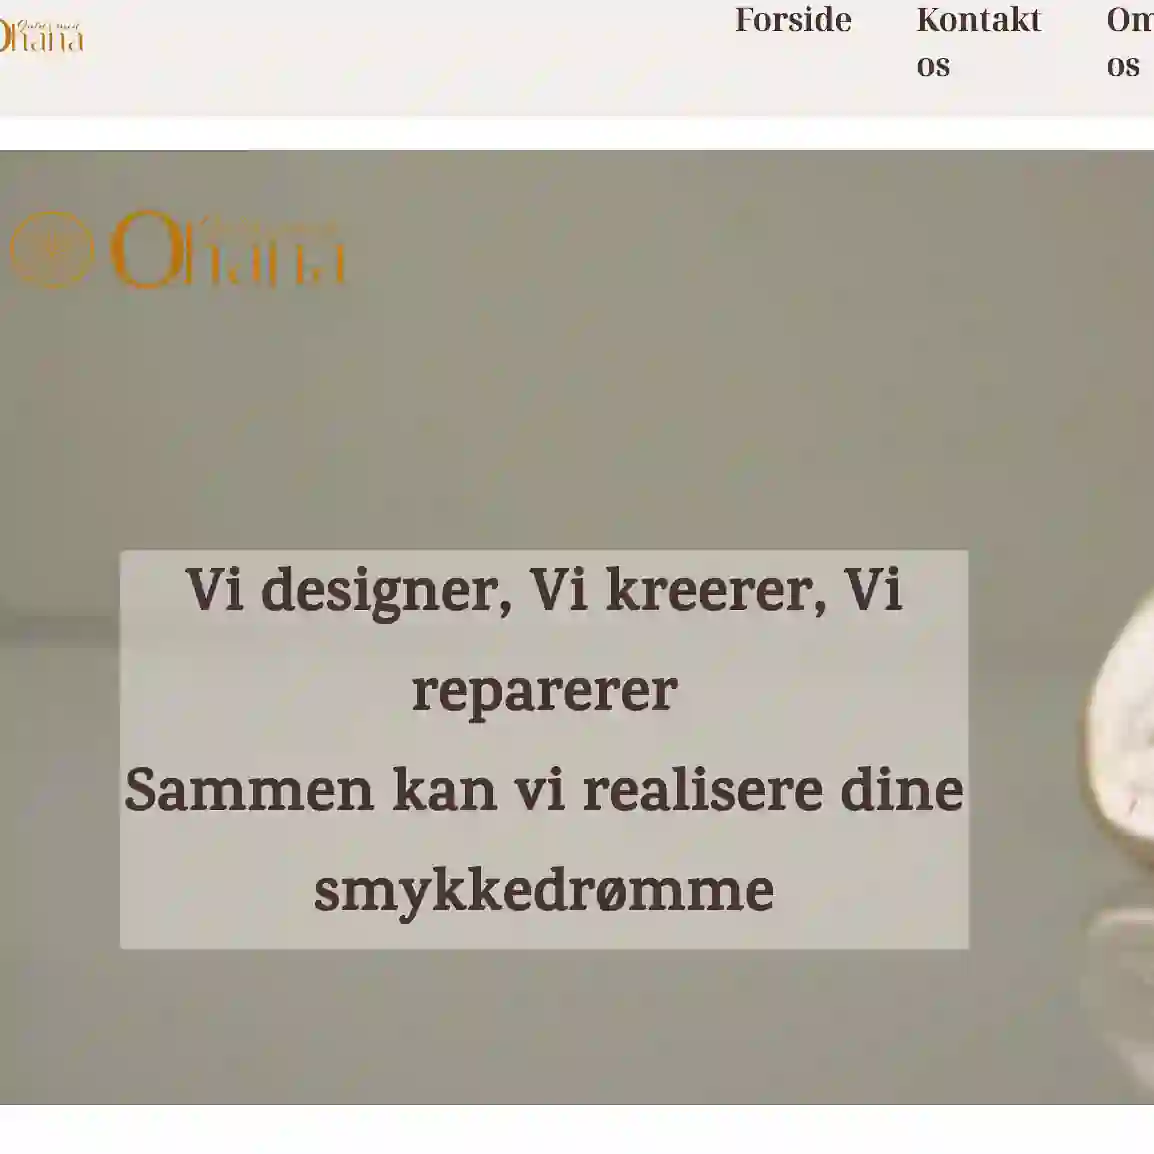 Ohana
Forside
Kontakt
os
Om
os
Ohana
Vi designer, Vi kreerer, Vi
reparerer
Sammen kan vi realisere dine
smykkedrømme